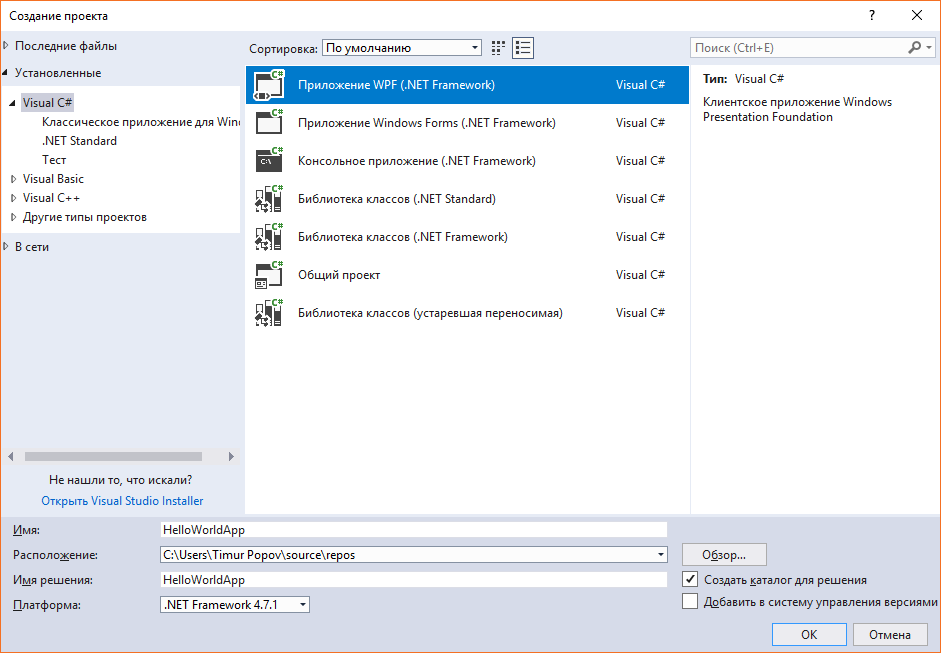 Создание проекта
?
Последние файлы
Установленные
Visual C#
Классическое приложение для Win
.NET Standard
Тест
Visual Basic
Visual C++
Другие типы проектов
В сети
Не нашли то, что искали?
Открыть Visual Studio Installer
Сортировка: По умолчанию
Приложение WPF (.NET Framework) Visual C#
Приложение Windows Forms (.NET Framework) Visual C#
Консольное приложение (.NET Framework) Visual C#
Библиотека классов (.NET Standard) Visual C#
Библиотека классов (.NET Framework) Visual C#
Общий проект Visual C#
Библиотека классов (устаревшая переносимая) Visual C#
Поиск (Ctrl+E)
Тип: Visual C#
Клиентское приложение Windows
Presentation Foundation
Имя: HelloWorldApp
Расположение: C:\Users\Timur Popov\source\repos Обзор...
Имя решения: HelloWorldApp Создать каталог для решения
Платформа: .NET Framework 4.7.1 Добавить в систему управления версиями
ОК Отмена